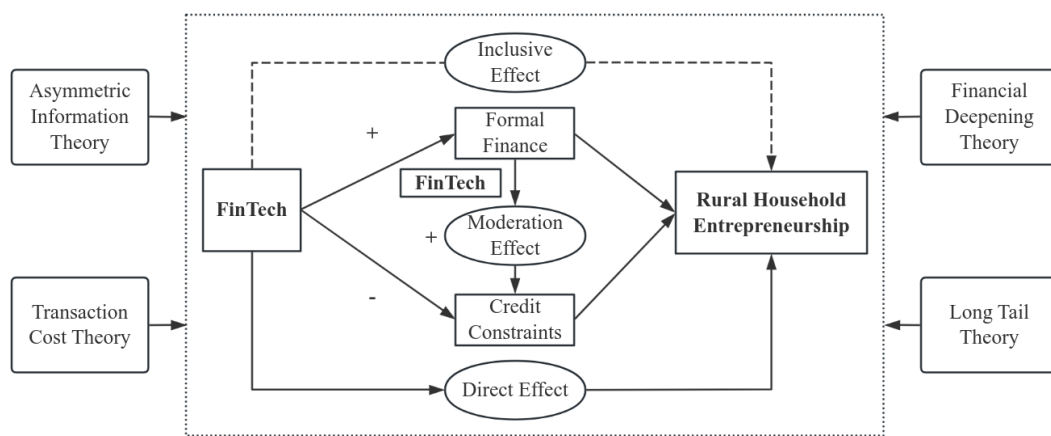 Inclusive
Effect
Asymmetric
Information
Theory
Financial
Deepening
Theory
+
Formal
Finance
FinTech
FinTech
Rural Household
Entrepreneurship
+
Moderation
Effect
-
Credit
Constraints
Transaction
Cost Theory
Long Tail
Theory
Direct Effect